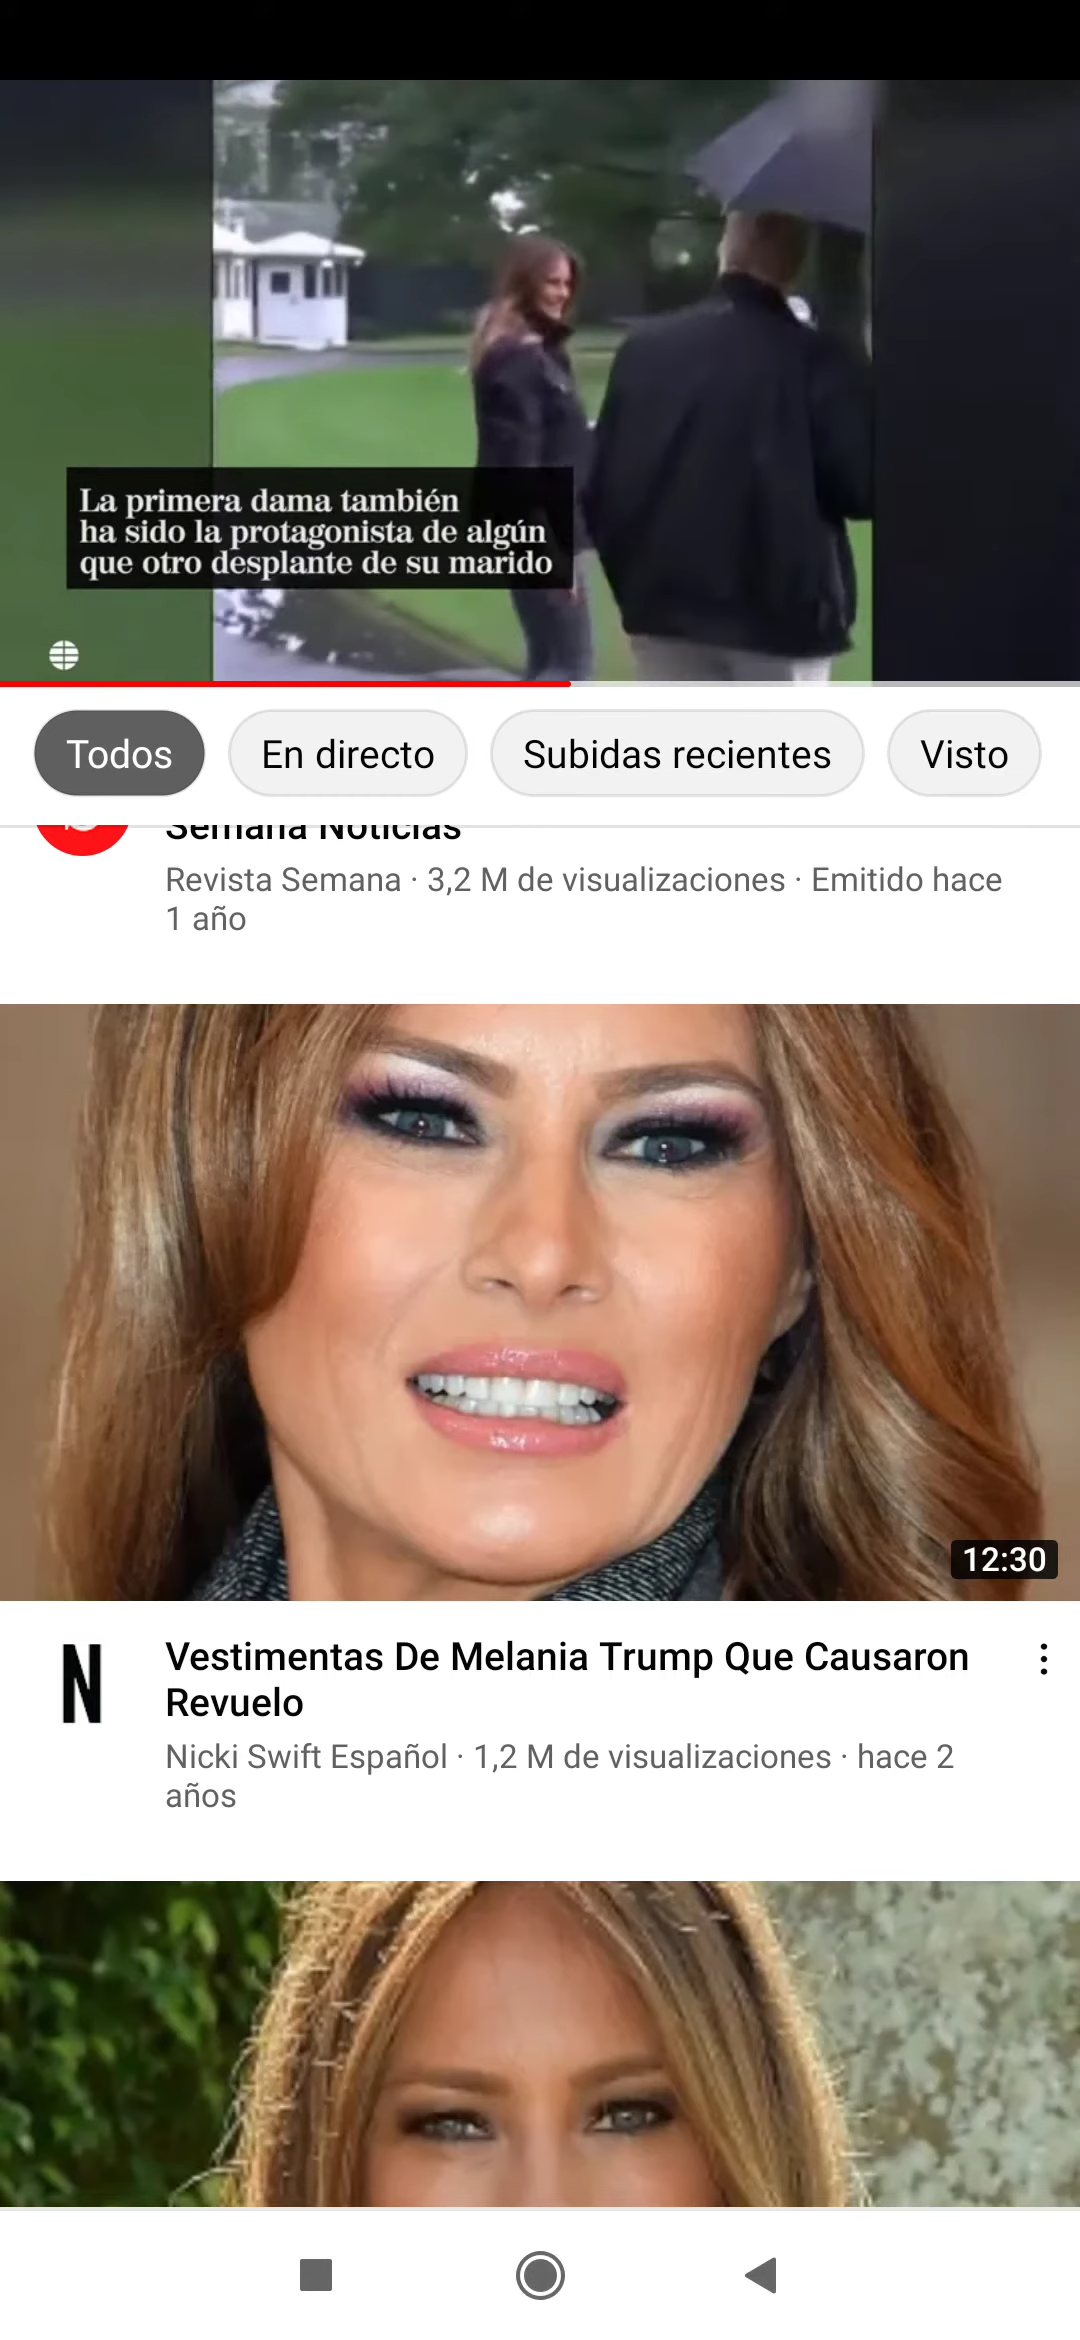 La primera dama también
ha sido la protagonista de algún
que otro desplante de su marido
Todos
En directo
Subidas recientes
Visto
Semana Noticias
Revista Semana · 3,2 M de visualizaciones · Emitido hace
1 año
12:30
N
Vestimentas De Melania Trump Que Causaron
Revuelo
Nicki Swift Español · 1,2 M de visualizaciones · hace 2
años